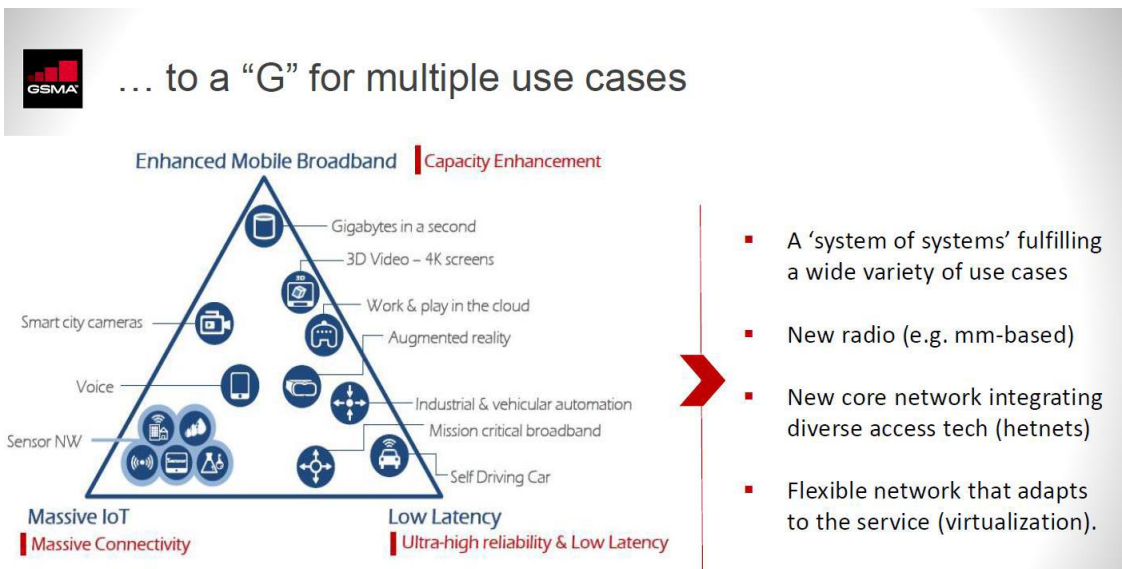 GSMA
... to a “G” for multiple use cases
Enhanced Mobile Broadband
Capacity Enhancement
Gigabytes in a second
3D
3D Video – 4K screens
Work & play in the cloud
Smart city cameras
Augmented reality
Voice
Industrial & vehicular automation
Mission critical broadband
Sensor NW
Self Driving Car
Massive IoT
Massive Connectivity
Low Latency
Ultra-high reliability & Low Latency
▪ A ‘system of systems’ fulfilling
a wide variety of use cases
▪ New radio (e.g. mm-based)
▪ New core network integrating
diverse access tech (hetnets)
▪ Flexible network that adapts
to the service (virtualization).